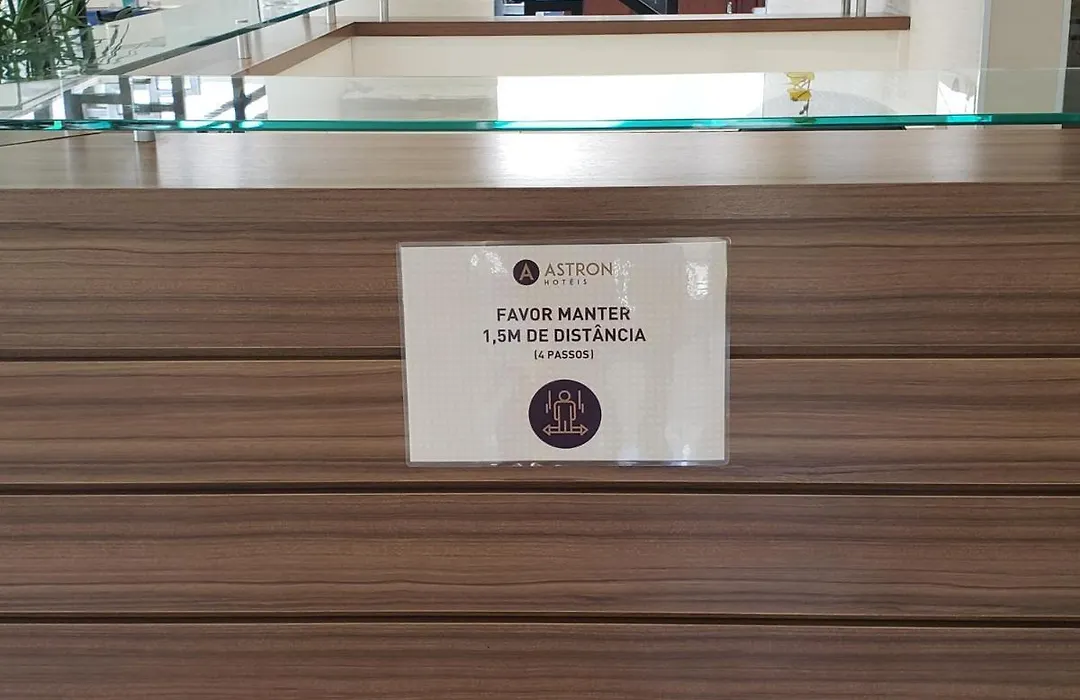 A ASTRON
HOTÉIS
FAVOR MANTER
1,5M DE DISTÂNCIA
(4 PASSOS)